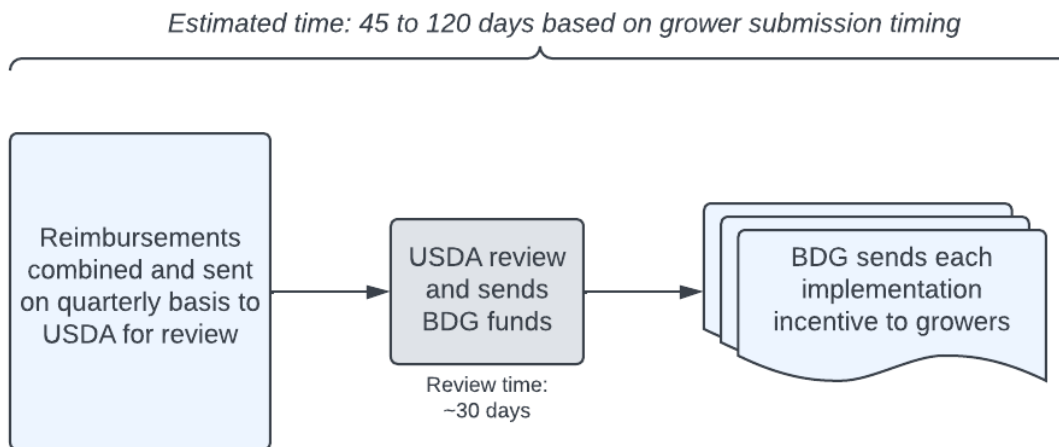 Estimated time: 45 to 120 days based on grower submission timing
Reimbursements
combined and sent
on quarterly basis to
USDA for review
USDA review
and sends
BDG funds
Review time:
~30 days
BDG sends each
implementation
incentive to growers